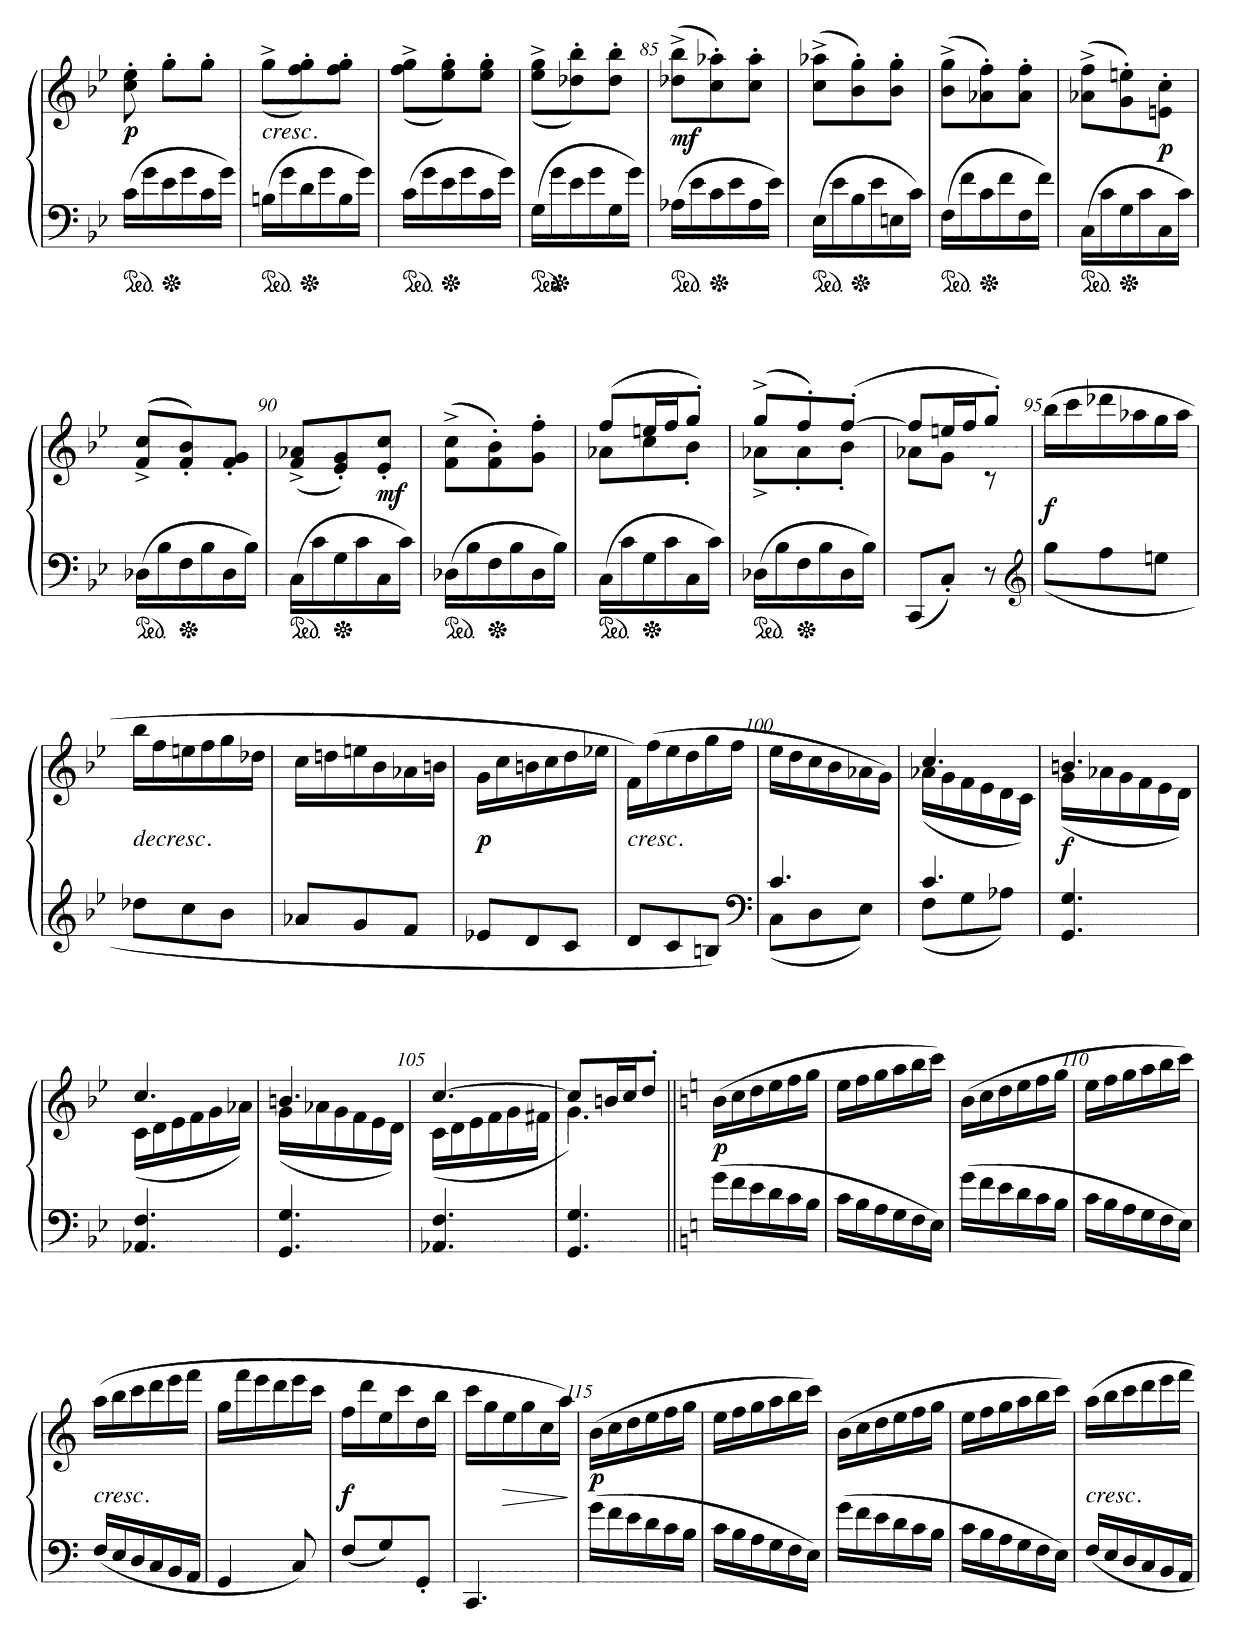 85
p cresc. mf p
Ped. Ped. Ped. Ped. Ped. Ped. Ped. Ped.
90 95
mf f
Ped. Ped. Ped. Ped. Ped.
100
decresc. p cresc. f
105 110
p
115
cresc. f p cresc.